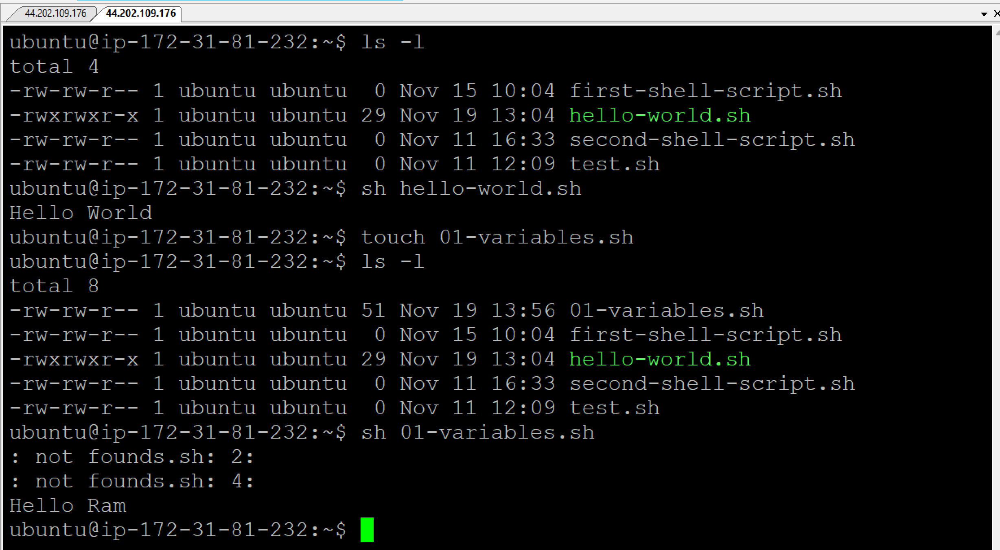 44.202.109.176 44.202.109.176
ubuntu@ip-172-31-81-232:~$ ls -l
total 4
-rw-rw-r-- 1 ubuntu ubuntu  0 Nov 15 10:04 first-shell-script.sh
-rwxrwxr-x 1 ubuntu ubuntu 29 Nov 19 13:04 hello-world.sh
-rw-rw-r-- 1 ubuntu ubuntu  0 Nov 11 16:33 second-shell-script.sh
-rw-rw-r-- 1 ubuntu ubuntu  0 Nov 11 12:09 test.sh
ubuntu@ip-172-31-81-232:~$ sh hello-world.sh
Hello World
ubuntu@ip-172-31-81-232:~$ touch 01-variables.sh
ubuntu@ip-172-31-81-232:~$ ls -l
total 8
-rw-rw-r-- 1 ubuntu ubuntu 51 Nov 19 13:56 01-variables.sh
-rw-rw-r-- 1 ubuntu ubuntu  0 Nov 15 10:04 first-shell-script.sh
-rwxrwxr-x 1 ubuntu ubuntu 29 Nov 19 13:04 hello-world.sh
-rw-rw-r-- 1 ubuntu ubuntu  0 Nov 11 16:33 second-shell-script.sh
-rw-rw-r-- 1 ubuntu ubuntu  0 Nov 11 12:09 test.sh
ubuntu@ip-172-31-81-232:~$ sh 01-variables.sh
: not founds.sh: 2:
: not founds.sh: 4:
Hello Ram
ubuntu@ip-172-31-81-232:~$